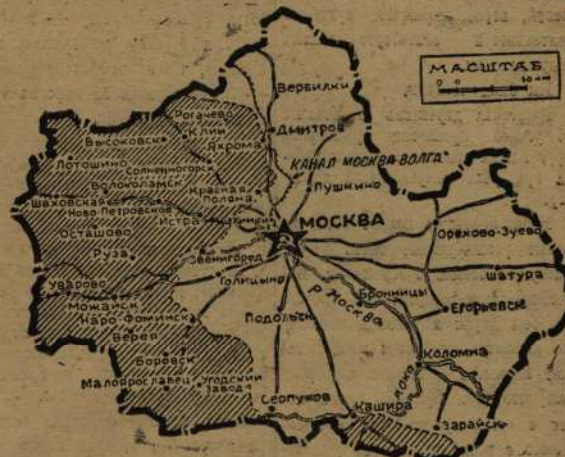 МАСШТАБ
Вербилки
Рогачево
Клин
Дмитров
Высоковск
Яхрома
КАНАЛ МОСКВА-ВОЛГА
Лотошино
Солнечногорск
Волоколамск
Красная
Поляна
Пушкино
Шаховская
Ново-Петровское
Истра
Химки
МОСКВА
Орехово-Зуево
Осташово
Руза
Звенигород
Шатура
Уварово
Голицыно
р. Москва
Бронницы
Егорьевск
Можайск
Наро-Фоминск
Подольск
Верея
Боровск
Коломна
Малоярославец
Угодский
Завод
Серпухов
Кашира
Зарайск